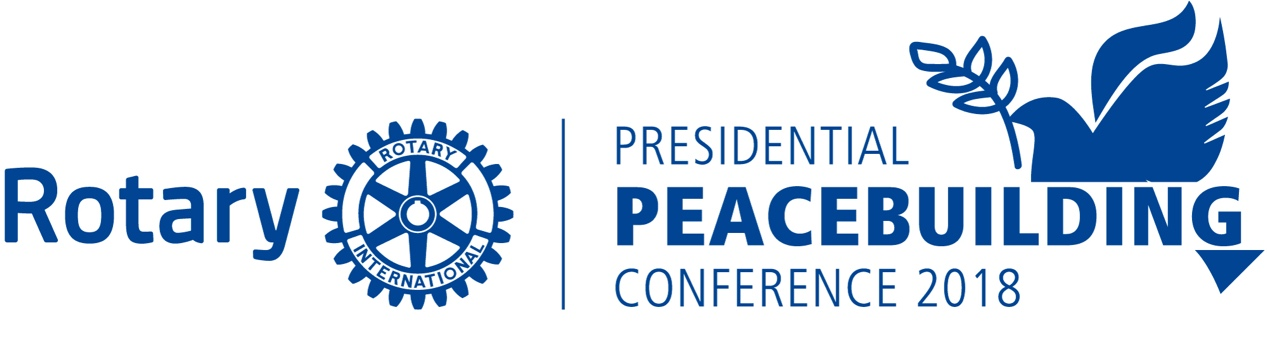 Rotary
ROTARY
INTERNATIONAL
PRESIDENTIAL
PEACEBUILDING
CONFERENCE 2018